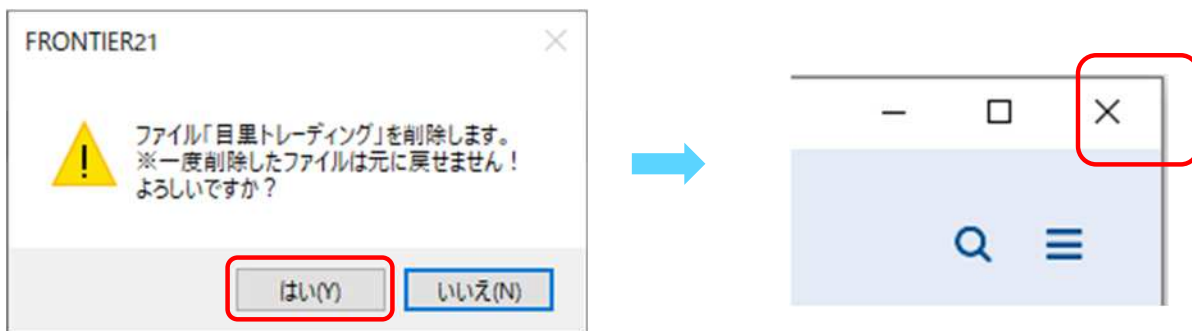 FRONTIER21
ファイル「目黒トレーディング」を削除します。
※一度削除したファイルは元に戻せません！
よろしいですか？
はい(Y)
いいえ(N)